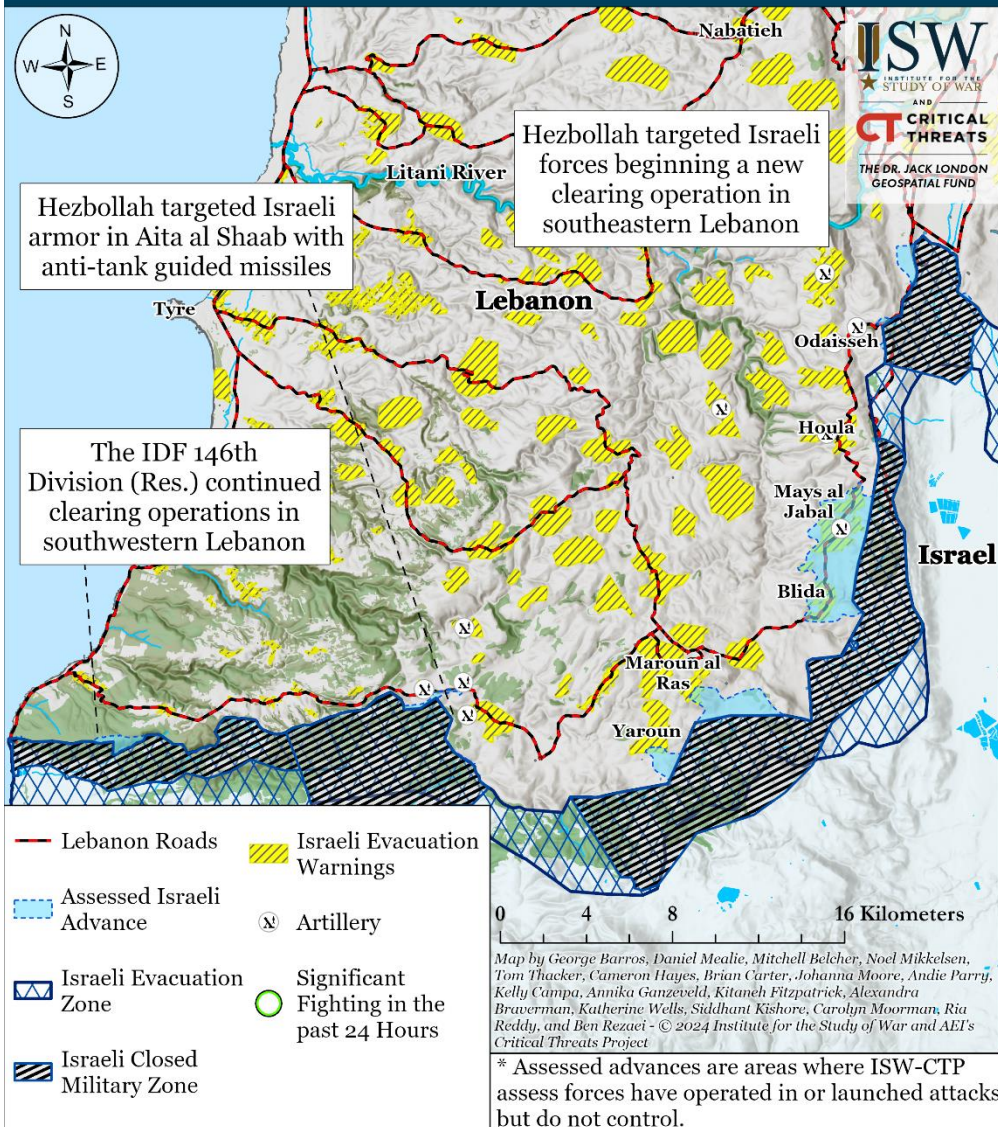 N
W E
S
ISW
INSTITUTE FOR THE
STUDY OF WAR
AND
CT CRITICAL
THREATS
THE DR. JACK LONDON
GEOSPATIAL FUND
Nabatieh
Hezbollah targeted Israeli
forces beginning a new
clearing operation in
southeastern Lebanon
Litani River
Hezbollah targeted Israeli
armor in Aita al Shaab with
anti-tank guided missiles
Tyre
Lebanon
Odaisseh
Houla
The IDF 146th
Division (Res.) continued
clearing operations in
southwestern Lebanon
Mays al
Jabal
Israel
Blida
Maroun al
Ras
Yaroun
Lebanon Roads
Assessed Israeli
Advance
Israeli Evacuation
Zone
Israeli Closed
Military Zone
Israeli Evacuation
Warnings
Artillery
Significant
Fighting in the
past 24 Hours
0 4 8 16 Kilometers
Map by George Barros, Daniel Mealie, Mitchell Belcher, Noel Mikkelsen,
Tom Thacker, Cameron Hayes, Brian Carter, Johanna Moore, Andie Parry,
Kelly Campa, Annika Ganzeveld, Kitaneh Fitzpatrick, Alexandra
Braverman, Katherine Wells, Siddhant Kishore, Carolyn Moorman, Ria
Reddy, and Ben Rezaei - © 2024 Institute for the Study of War and AEI's
Critical Threats Project
* Assessed advances are areas where ISW-CTP
assess forces have operated in or launched attacks
but do not control.